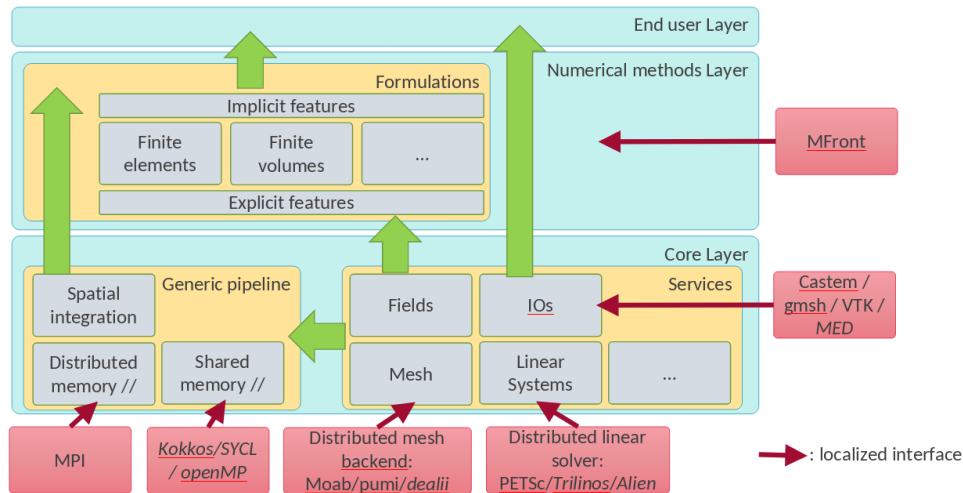 End user Layer
Numerical methods Layer
Formulations
Implicit features
Finite
elements
Finite
volumes
...
Explicit features
MFront
Core Layer
Generic pipeline
Spatial
integration
Distributed
memory //
Shared
memory //
Services
Fields
IOs
Mesh
Linear
Systems
...
Castem /
gmsh / VTK /
MED
MPI
Kokkos/SYCL
/ openMP
Distributed mesh
backend:
Moab/pumi/dealii
Distributed linear
solver:
PETSc/Trilinos/Alien
: localized interface